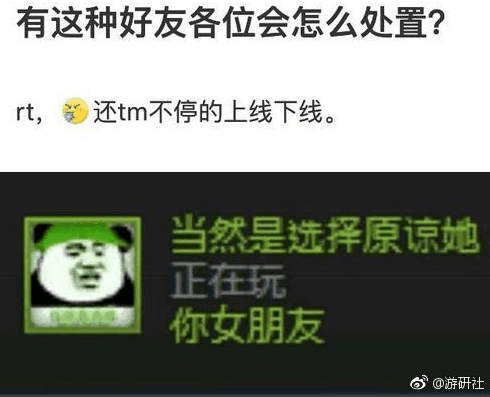 有这种好友各位会怎么处置?
rt，还tm不停的上线下线。
当然是选择原谅她
正在玩
你女朋友
@游研社